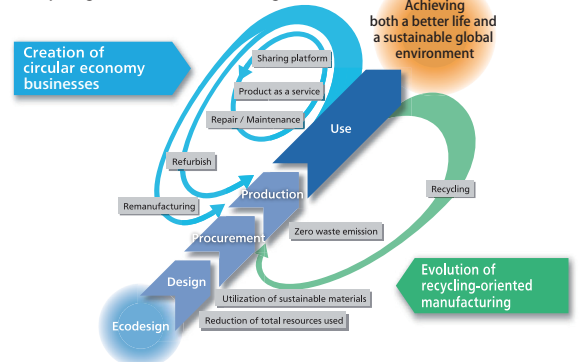 Achieving
both a better life and
a sustainable global
environment
Creation of
circular economy
businesses
Sharing platform
Product as a service
Repair / Maintenance
Use
Refurbish
Recycling
Production
Remanufacturing
Zero waste emission
Procurement
Evolution of
recycling-oriented
manufacturing
Design
Utilization of sustainable materials
Reduction of total resources used
Ecodesign